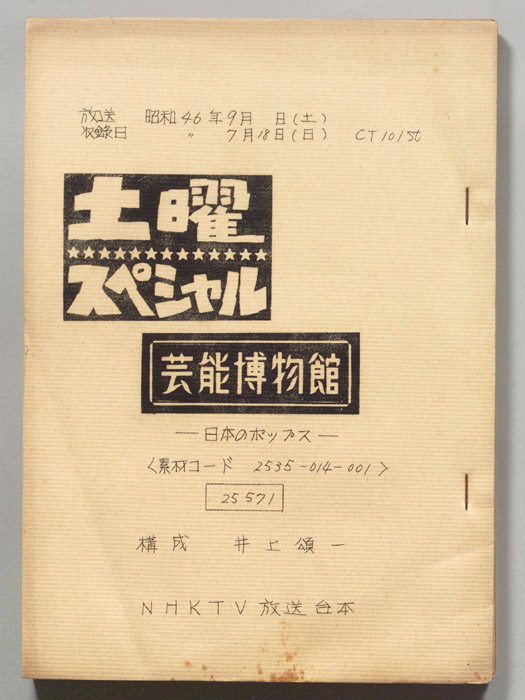 放送 昭和46年9月 日(土)
収録日 〃 7月18日(日) CT101st
土曜
スペシャル
芸能博物館
―日本のポップス―
〈素材コード 2535-014-001〉
25571
構成 井上頌一
NHKTV放送台本